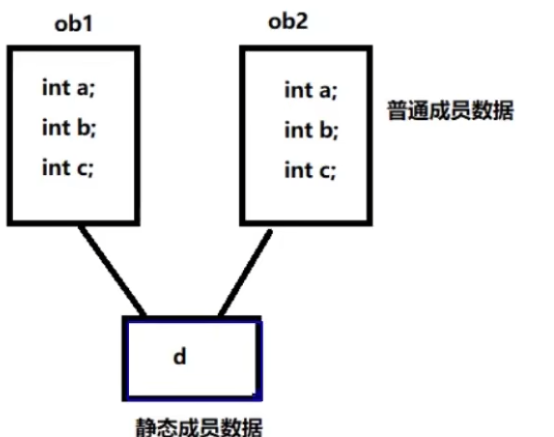 ob1
ob2
int a;
int b;
int c;
int a;
int b;
int c;
普通成员数据
d
静态成员数据